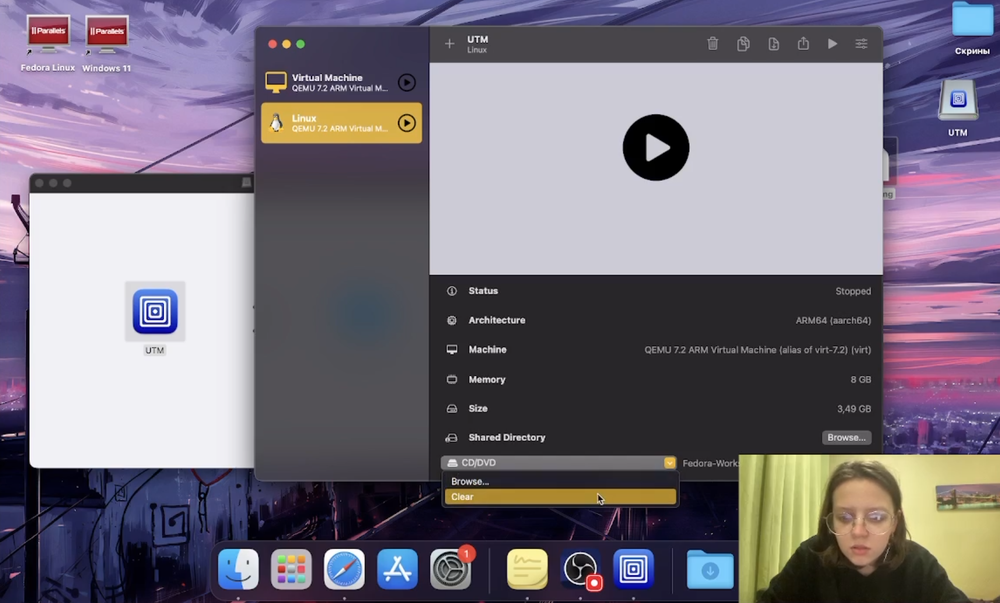 Parallels
Parallels
Fedora Linux
Windows 11
Скрины
UTM
UTM
Linux
Virtual Machine
QEMU 7.2 ARM Virtual M...
Linux
QEMU 7.2 ARM Virtual M...
UTM
ng
UTM
Status
Stopped
Architecture
ARM64 (aarch64)
Machine
QEMU 7.2 ARM Virtual Machine (alias of virt-7.2) (virt)
Memory
8 GB
Size
3,49 GB
Shared Directory
Browse...
CD/DVD
Fedora-Works
Browse...
Clear
1